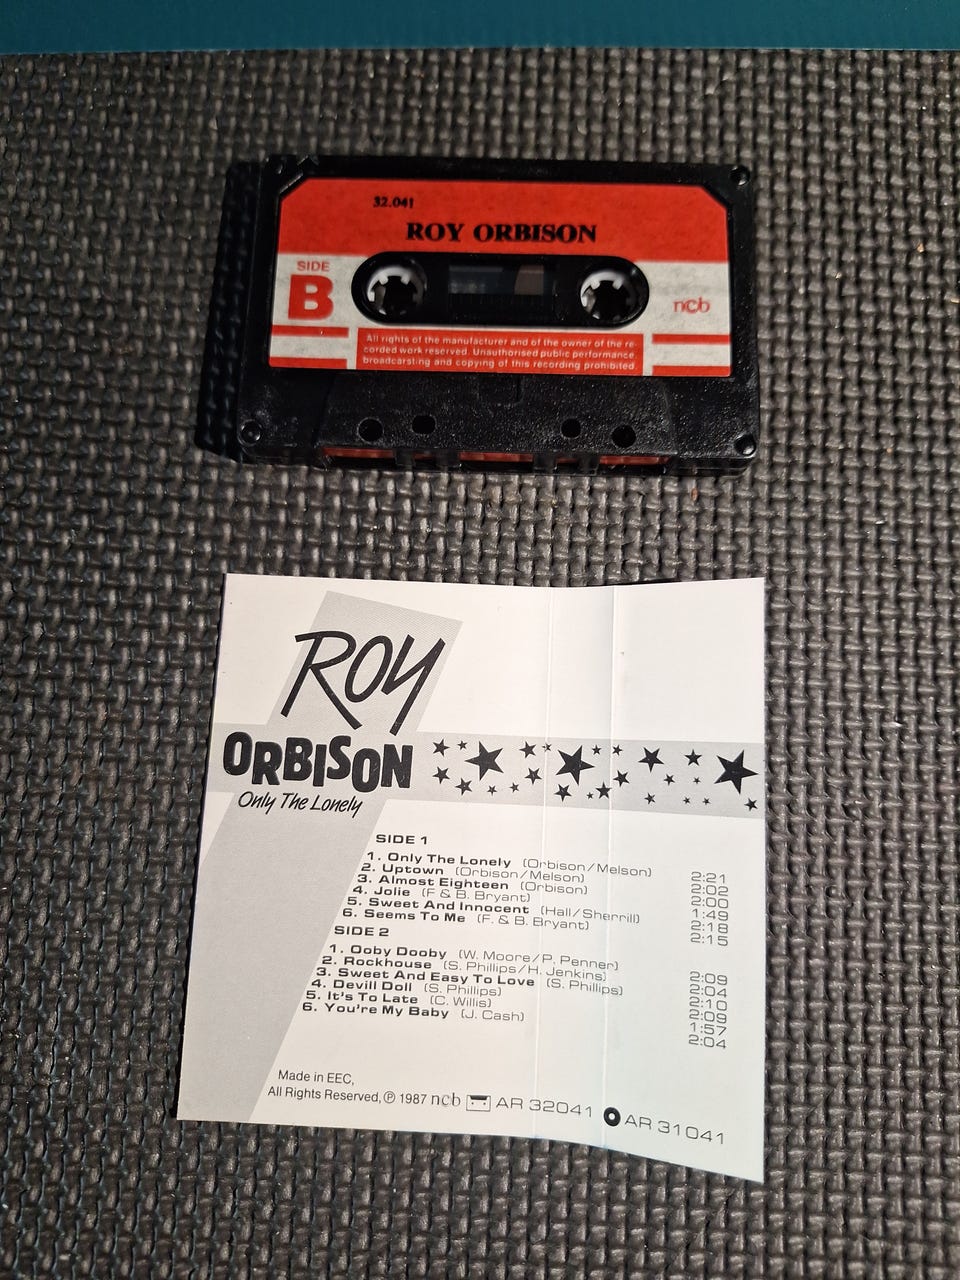 32.041
ROY ORBISON
SIDE
B
ncb
All rights of the manufacturer and of the owner of the re-
corded work reserved. Unauthorised public performance,
broadcarsting and copying of this recording prohibited.
ROY
ORBISON
Only The Lonely
SIDE 1
1. Only The Lonely (Orbison/Melson) 2:21
2. Uptown (Orbison/Melson) 2:02
3. Almost Eighteen (Orbison) 2:00
4. Jolie (F & B. Bryant) 1:49
5. Sweet And Innocent (Hall/Sherrill) 2:18
6. Seems To Me (F. & B. Bryant) 2:15
SIDE 2
1. Ooby Dooby (W. Moore/P. Penner) 2:09
2. Rockhouse (S. Phillips/H. Jenkins) 2:04
3. Sweet And Easy To Love (S. Phillips) 2:10
4. Devill Doll (S. Phillips) 2:09
5. It's To Late (C. Willis) 1:57
6. You're My Baby (J. Cash) 2:04
Made in EEC,
All Rights Reserved, ℗ 1987 ncb AR 32041 AR 31041